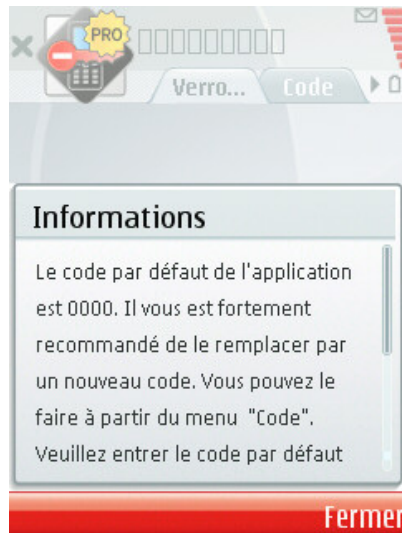 PRO
Verro...
Code
Informations
Le code par défaut de l'application
est 0000. Il vous est fortement
recommandé de le remplacer par
un nouveau code. Vous pouvez le
faire à partir du menu "Code".
Veuillez entrer le code par défaut
Fermer